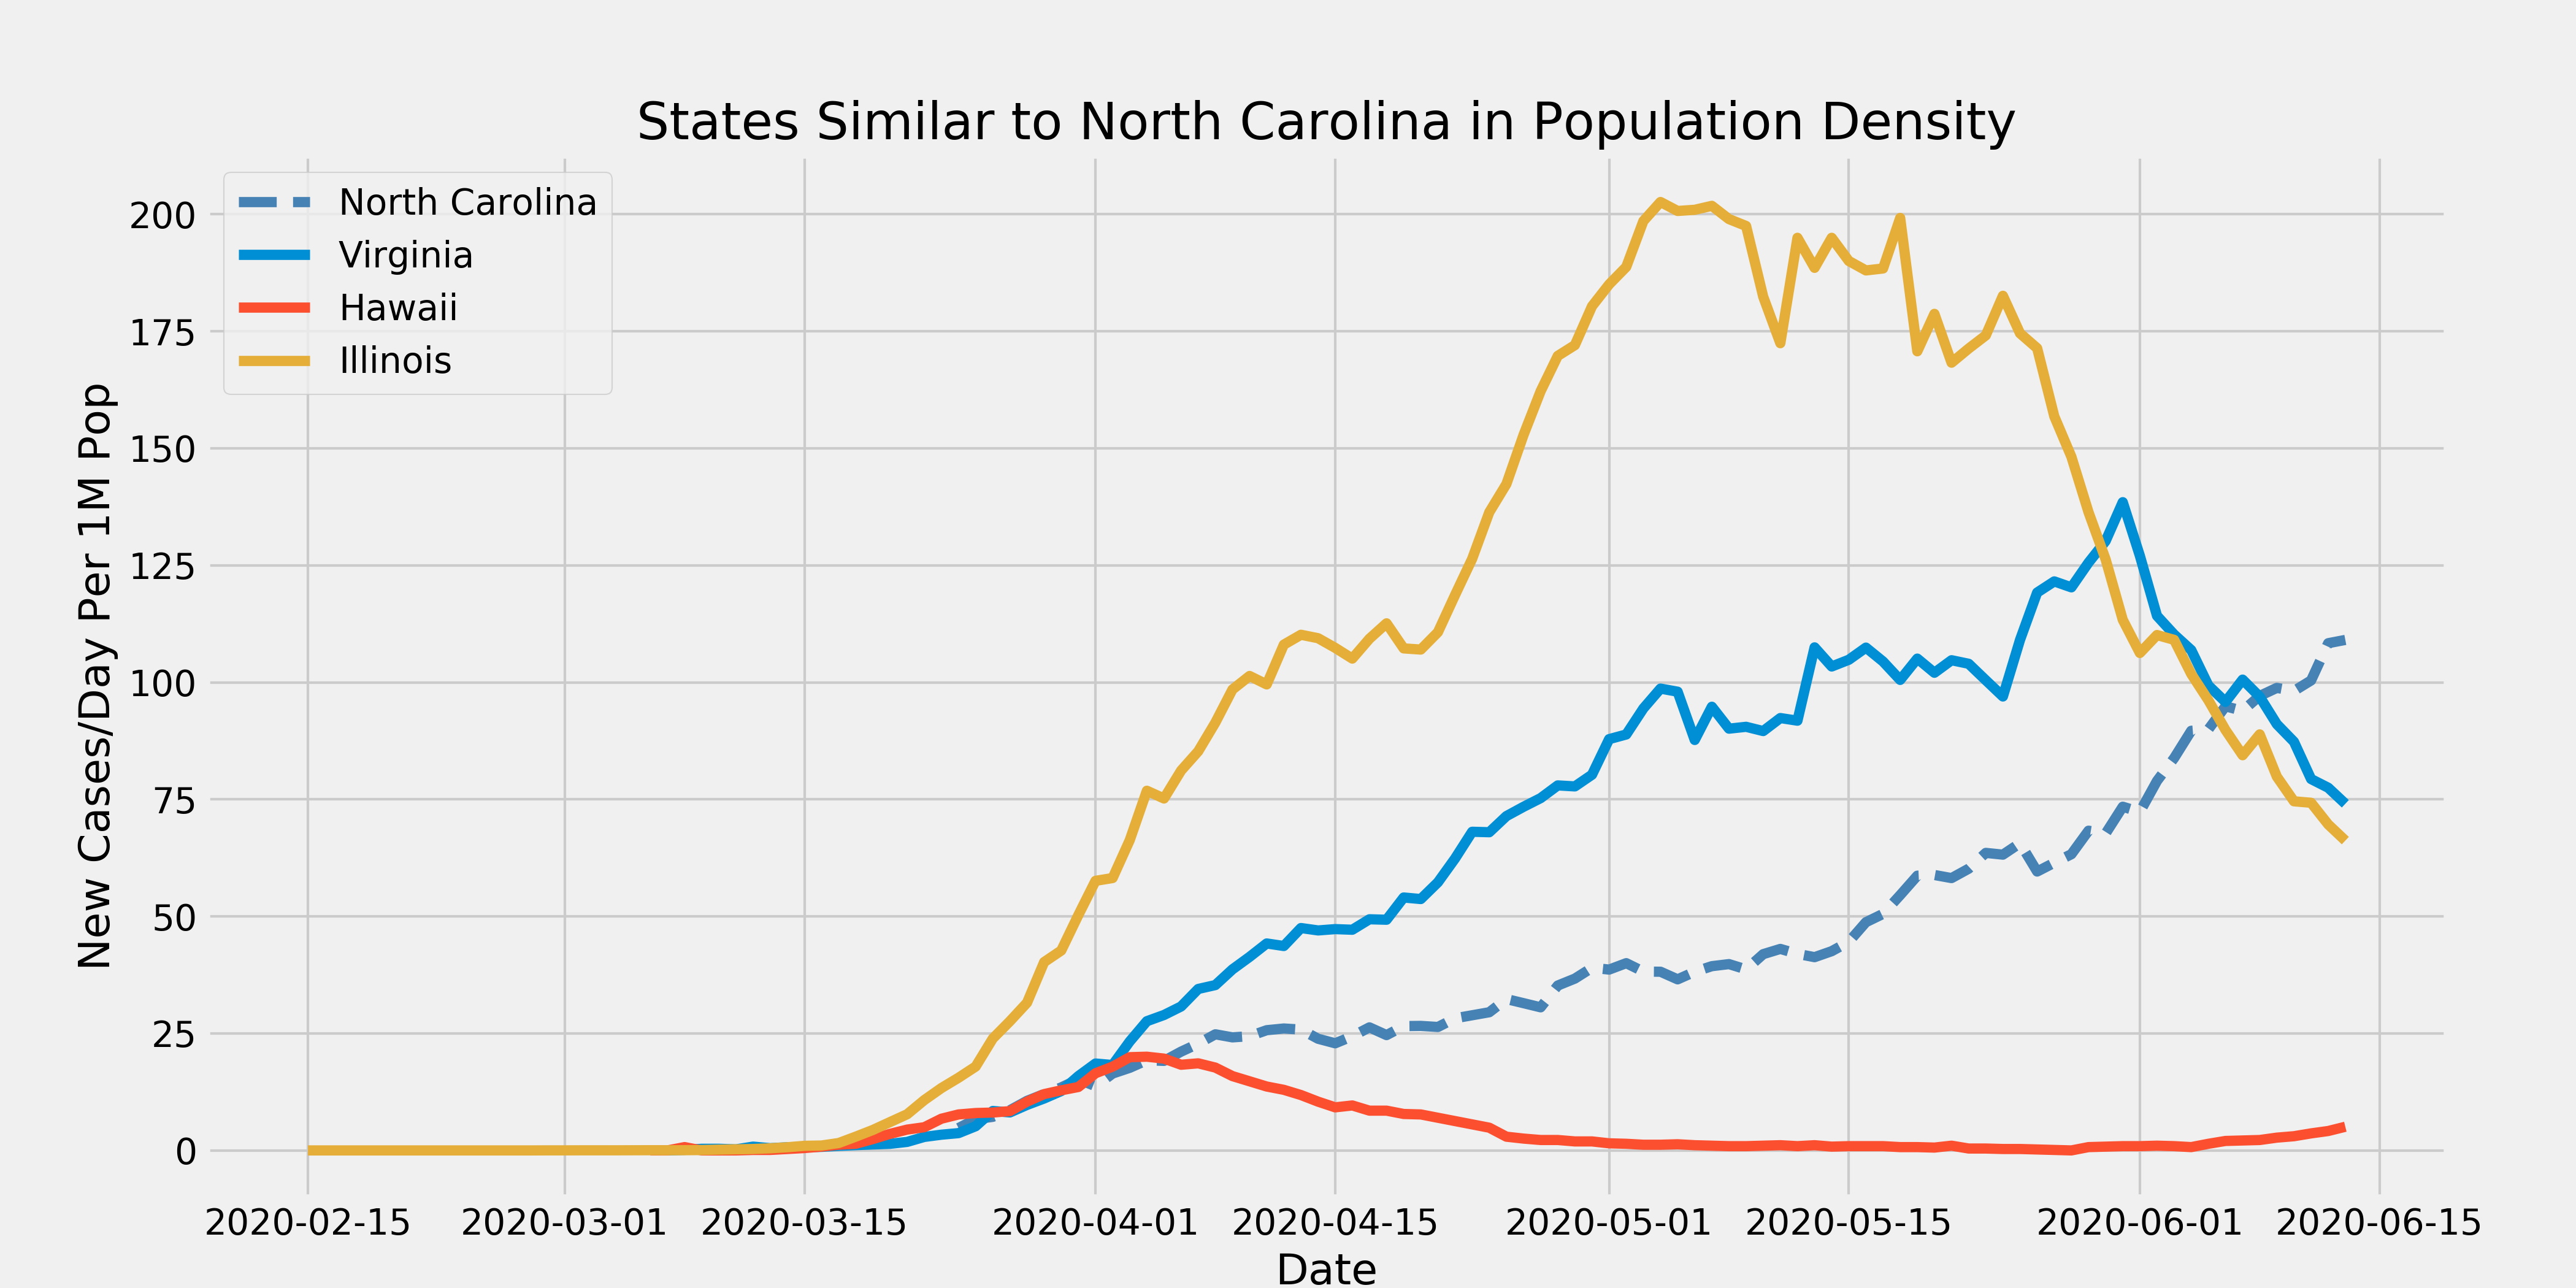 States Similar to North Carolina in Population Density
North Carolina
Virginia
Hawaii
Illinois
New Cases/Day Per 1M Pop
200
175
150
125
100
75
50
25
0
2020-02-15 2020-03-01 2020-03-15 2020-04-01 2020-04-15 2020-05-01 2020-05-15 2020-06-01 2020-06-15
Date